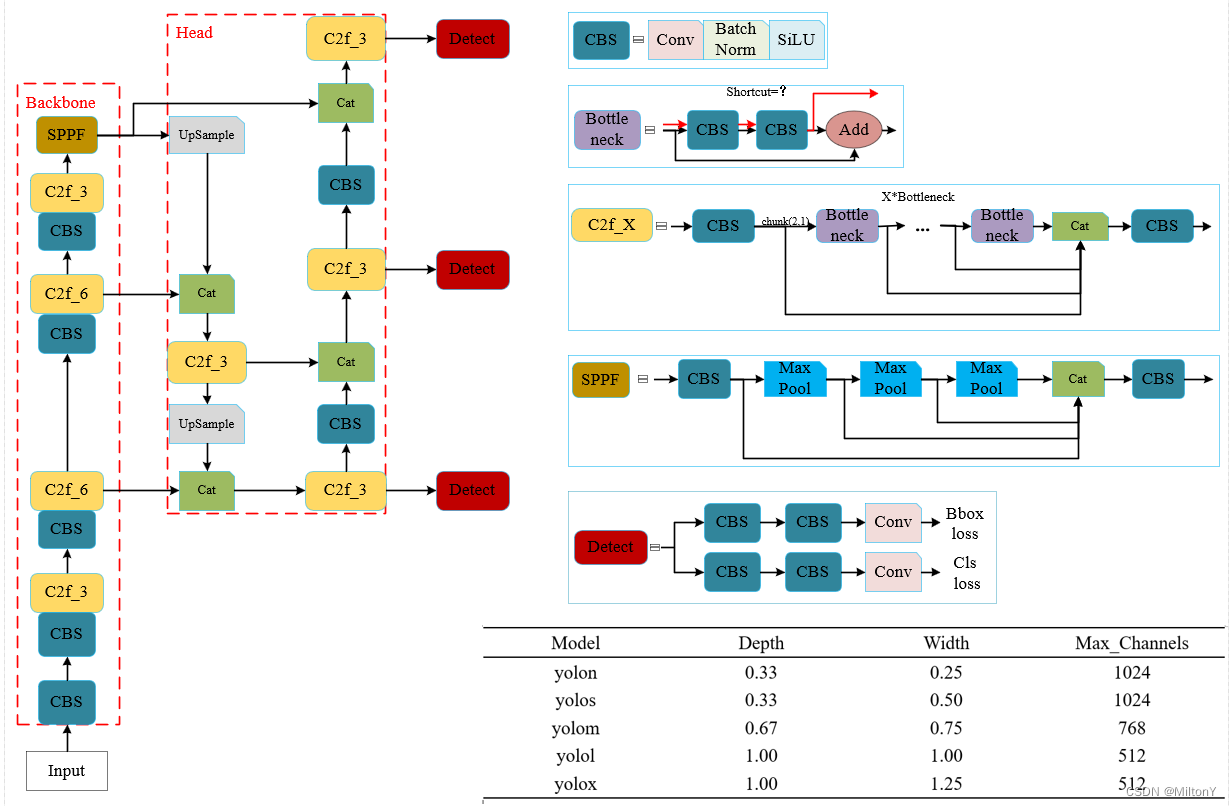 Backbone
SPPF
C2f_3
CBS
C2f_6
CBS
C2f_6
CBS
C2f_3
CBS
CBS
Input
Head
UpSample
Cat
C2f_3
UpSample
Cat
C2f_3
Cat
CBS
C2f_3
Cat
CBS
C2f_3
Detect
Detect
Detect
CBS = Conv Batch Norm SiLU
Shortcut=?
Bottle
neck
=
CBS CBS Add
X*Bottleneck
C2f_X = CBS chunk(2,1) Bottle
neck ... Bottle
neck Cat CBS
SPPF = CBS Max
Pool Max
Pool Max
Pool Cat CBS
Detect =
CBS CBS Conv Bbox
loss
CBS CBS Conv Cls
loss
Model Depth Width Max_Channels
yolon 0.33 0.25 1024
yolos 0.33 0.50 1024
yolom 0.67 0.75 768
yolol 1.00 1.00 512
yolox 1.00 1.25 512
CSDN @MiltonY